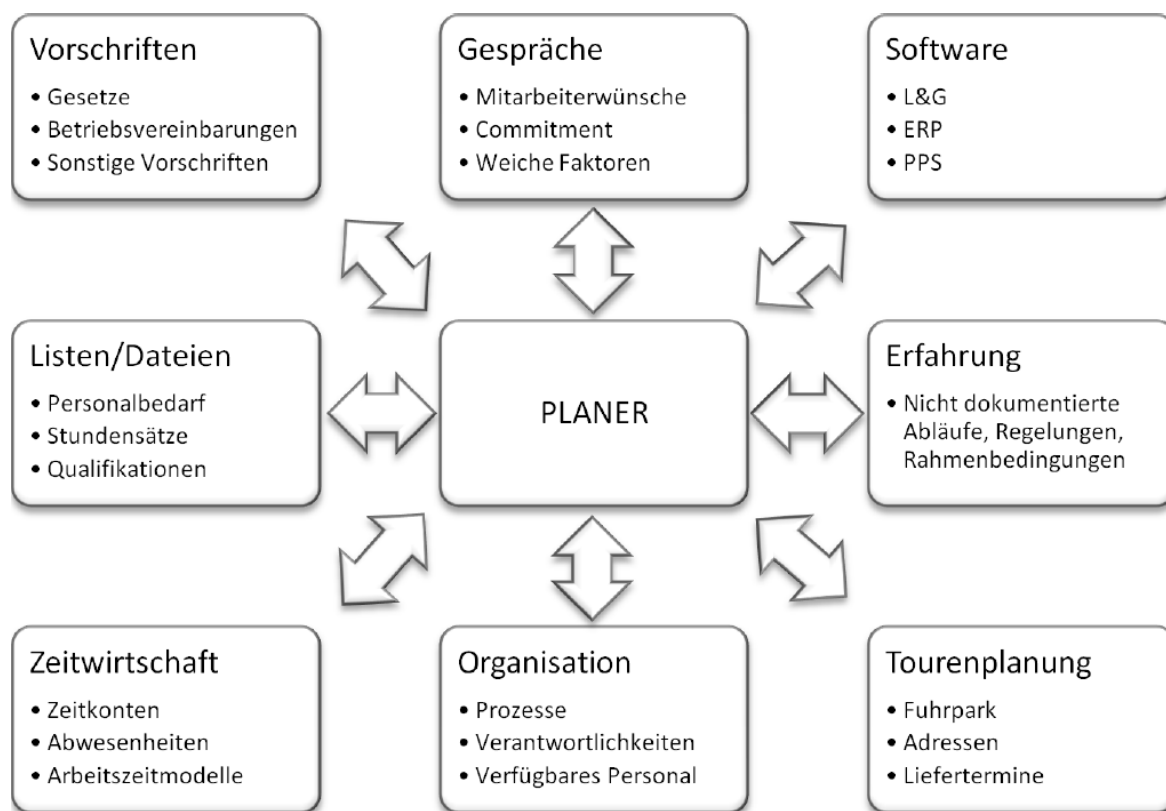 Vorschriften
• Gesetze
• Betriebsvereinbarungen
• Sonstige Vorschriften
Gespräche
• Mitarbeiterwünsche
• Commitment
• Weiche Faktoren
Software
• L&G
• ERP
• PPS
Listen/Dateien
• Personalbedarf
• Stundensätze
• Qualifikationen
PLANER
Erfahrung
• Nicht dokumentierte
Abläufe, Regelungen,
Rahmenbedingungen
Zeitwirtschaft
• Zeitkonten
• Abwesenheiten
• Arbeitszeitmodelle
Organisation
• Prozesse
• Verantwortlichkeiten
• Verfügbares Personal
Tourenplanung
• Fuhrpark
• Adressen
• Liefertermine